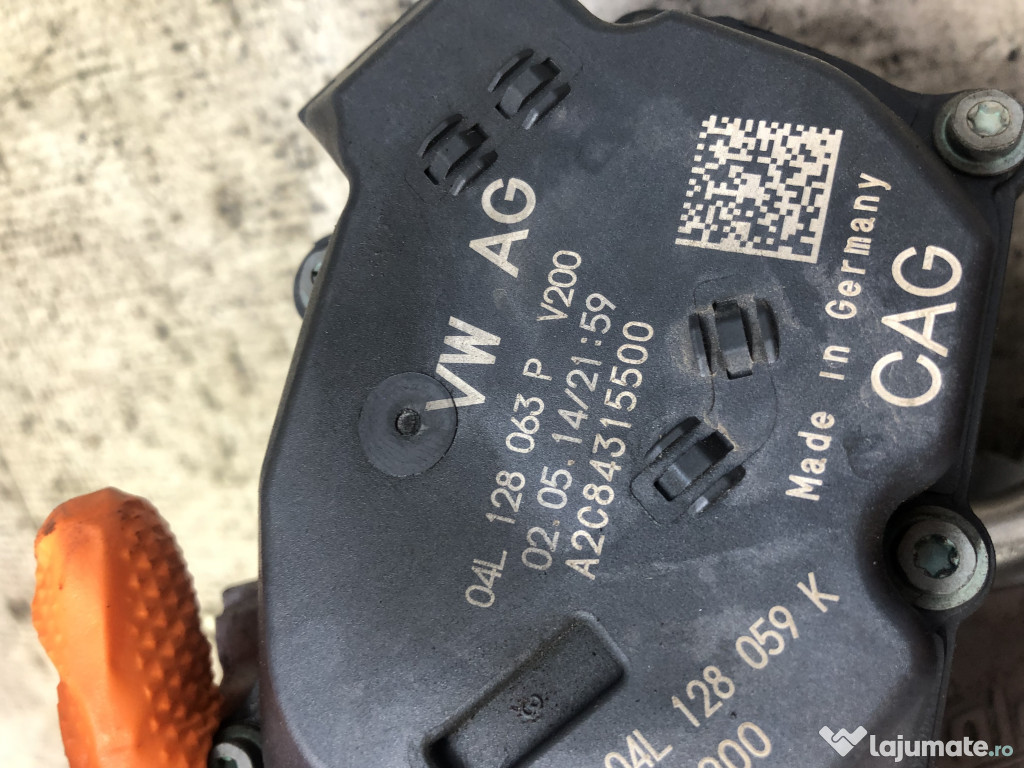 VW AG
04L 128 063 P V200
02.05.14/21:59
A2C84315500
Made in Germany
CAG
04L 128 059 K
lajumate.ro